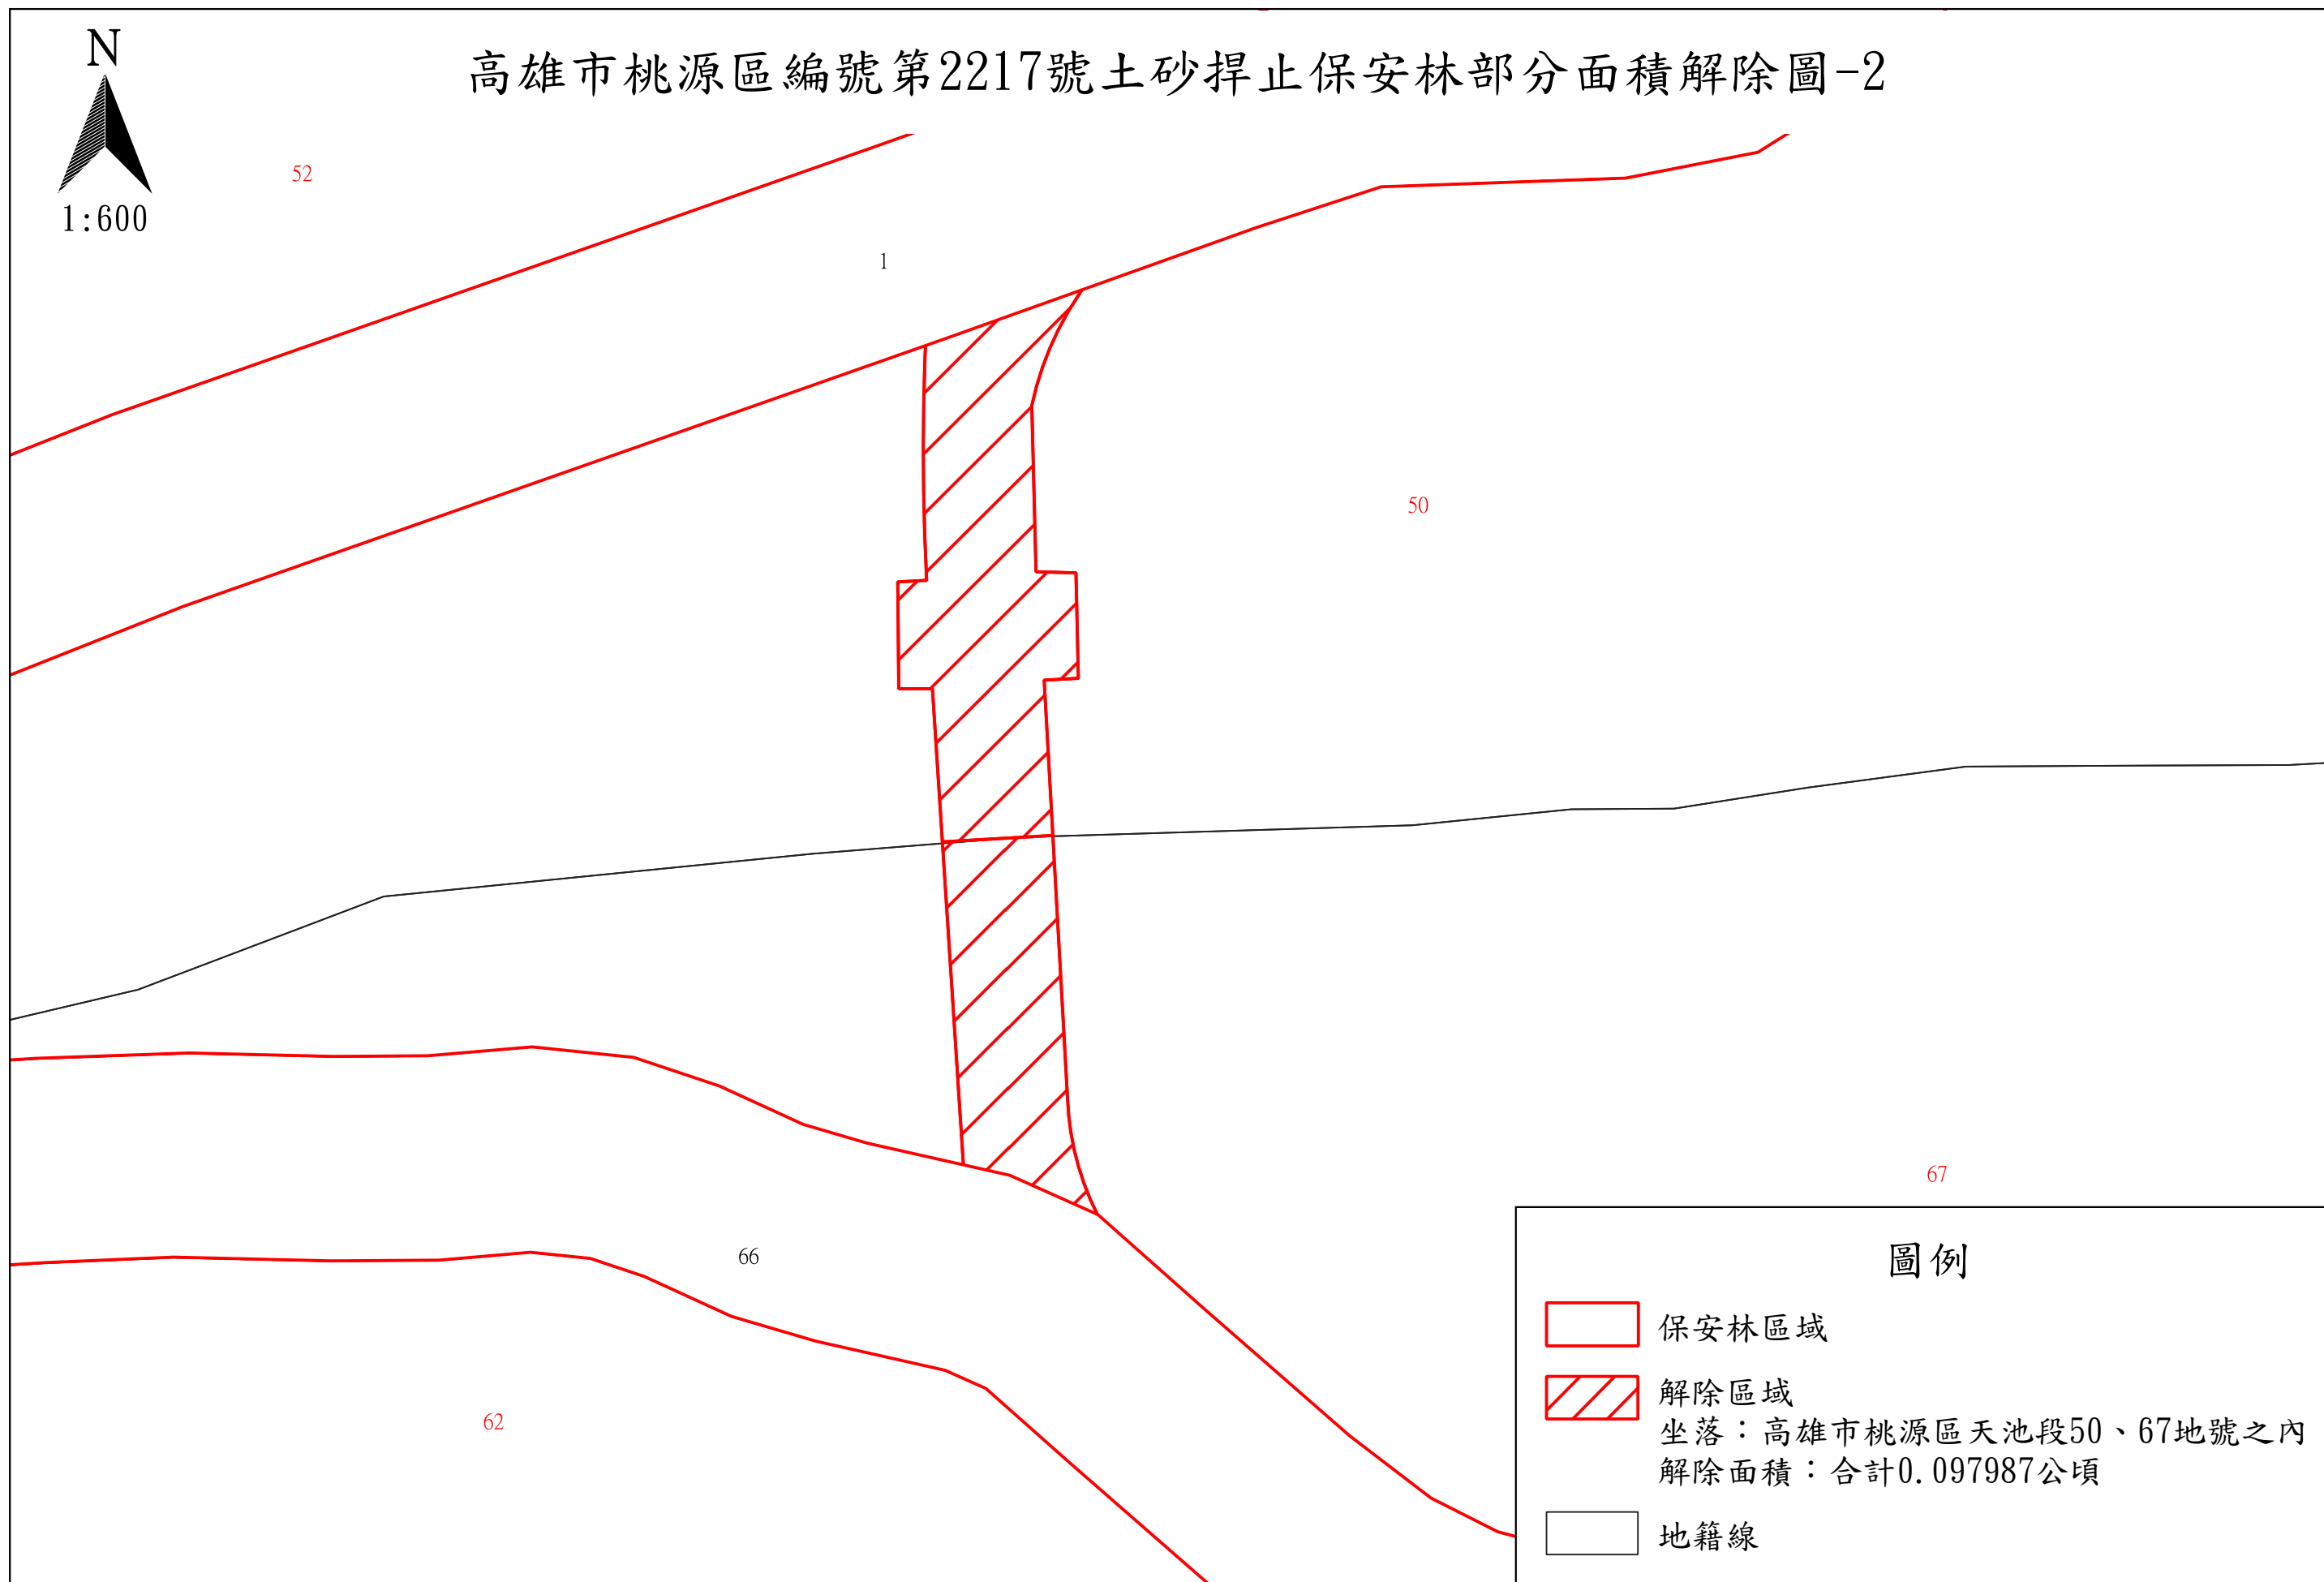 N
高雄市桃源區編號第2217號土砂捍止保安林部分面積解除圖-2
52
1:600
1
50
67
66
62
圖例
保安林區域
解除區域
坐落：高雄市桃源區天池段50、67地號之內
解除面積：合計0.097987公頃
地籍線